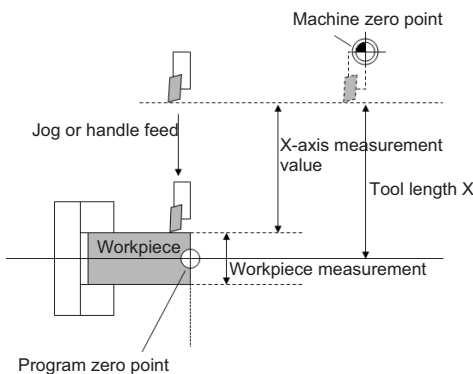 Machine zero point
Jog or handle feed
X-axis measurement
value
Tool length X
Workpiece
Workpiece measurement
Program zero point